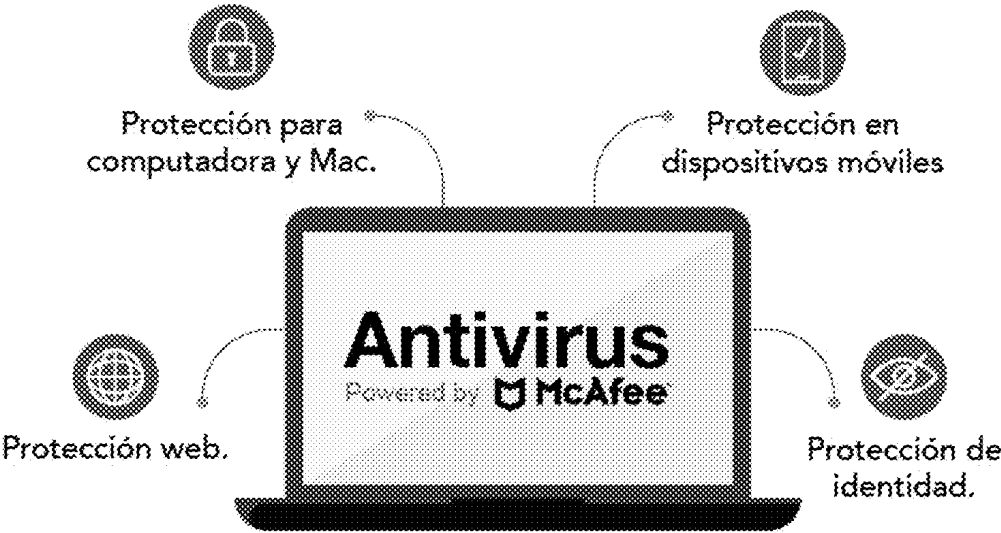 Protección para
computadora y Mac.
Protección en
dispositivos móviles
Antivirus
Powered by McAfee
Protección web.
Protección de
identidad.